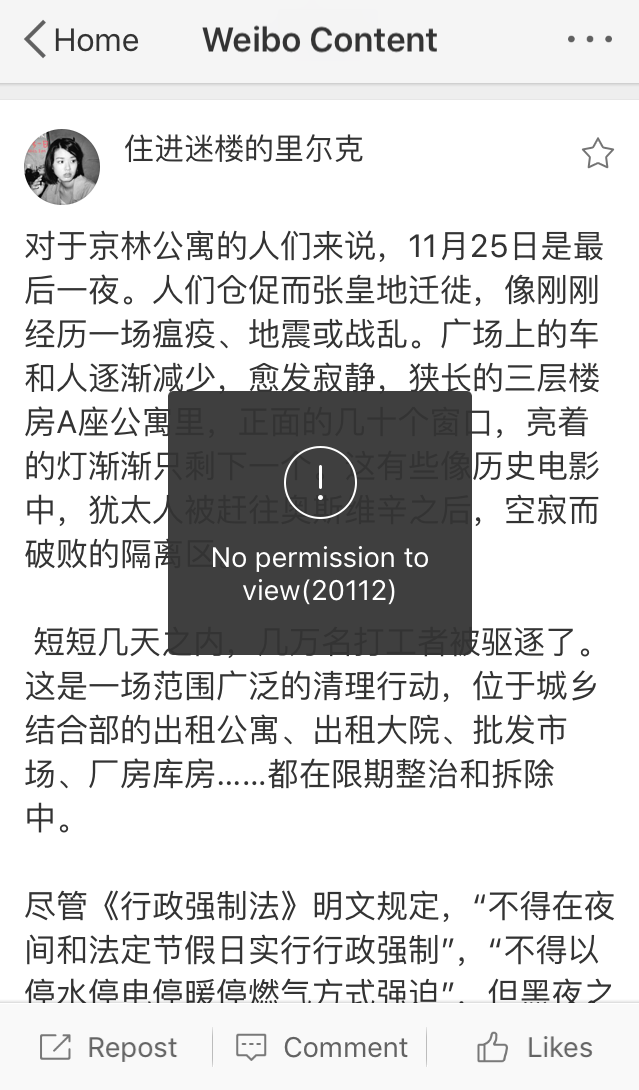 Home
Weibo Content
住进迷楼的里尔克
对于京林公寓的人们来说，11月25日是最
后一夜。人们仓促而张皇地迁徙，像刚刚
经历一场瘟疫、地震或战乱。广场上的车
和人逐渐减少，愈发寂静，狭长的三层楼
房A座公寓里，正面的几十个窗口，亮着
的灯渐渐只剩下一个。这有些像历史电影
中，犹太人被赶往奥斯维辛之后，空寂而
破败的隔离区
No permission to
view(20112)
短短几天之内，几万名打工者被驱逐了。
这是一场范围广泛的清理行动，位于城乡
结合部的出租公寓、出租大院、批发市
场、厂房库房……都在限期整治和拆除
中。
尽管《行政强制法》明文规定，“不得在夜
间和法定节假日实行行政强制”，“不得以
停水停电停暖停燃气方式强迫”，但黑夜之
Repost
Comment
Likes